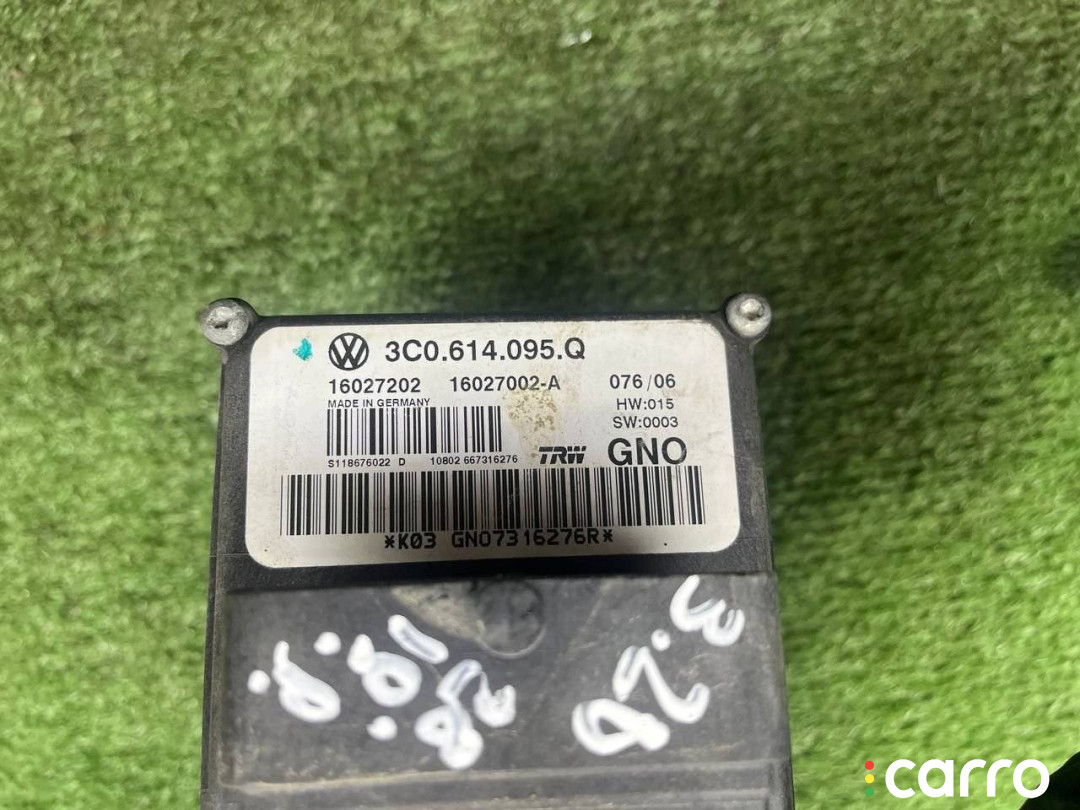 3C0.614.095.Q
16027202 16027002-A 076/06
MADE IN GERMANY HW:015
SW:0003
S118676022 D 10802 667316276 TRW GNO
*K03 GNO7316276R*
carro